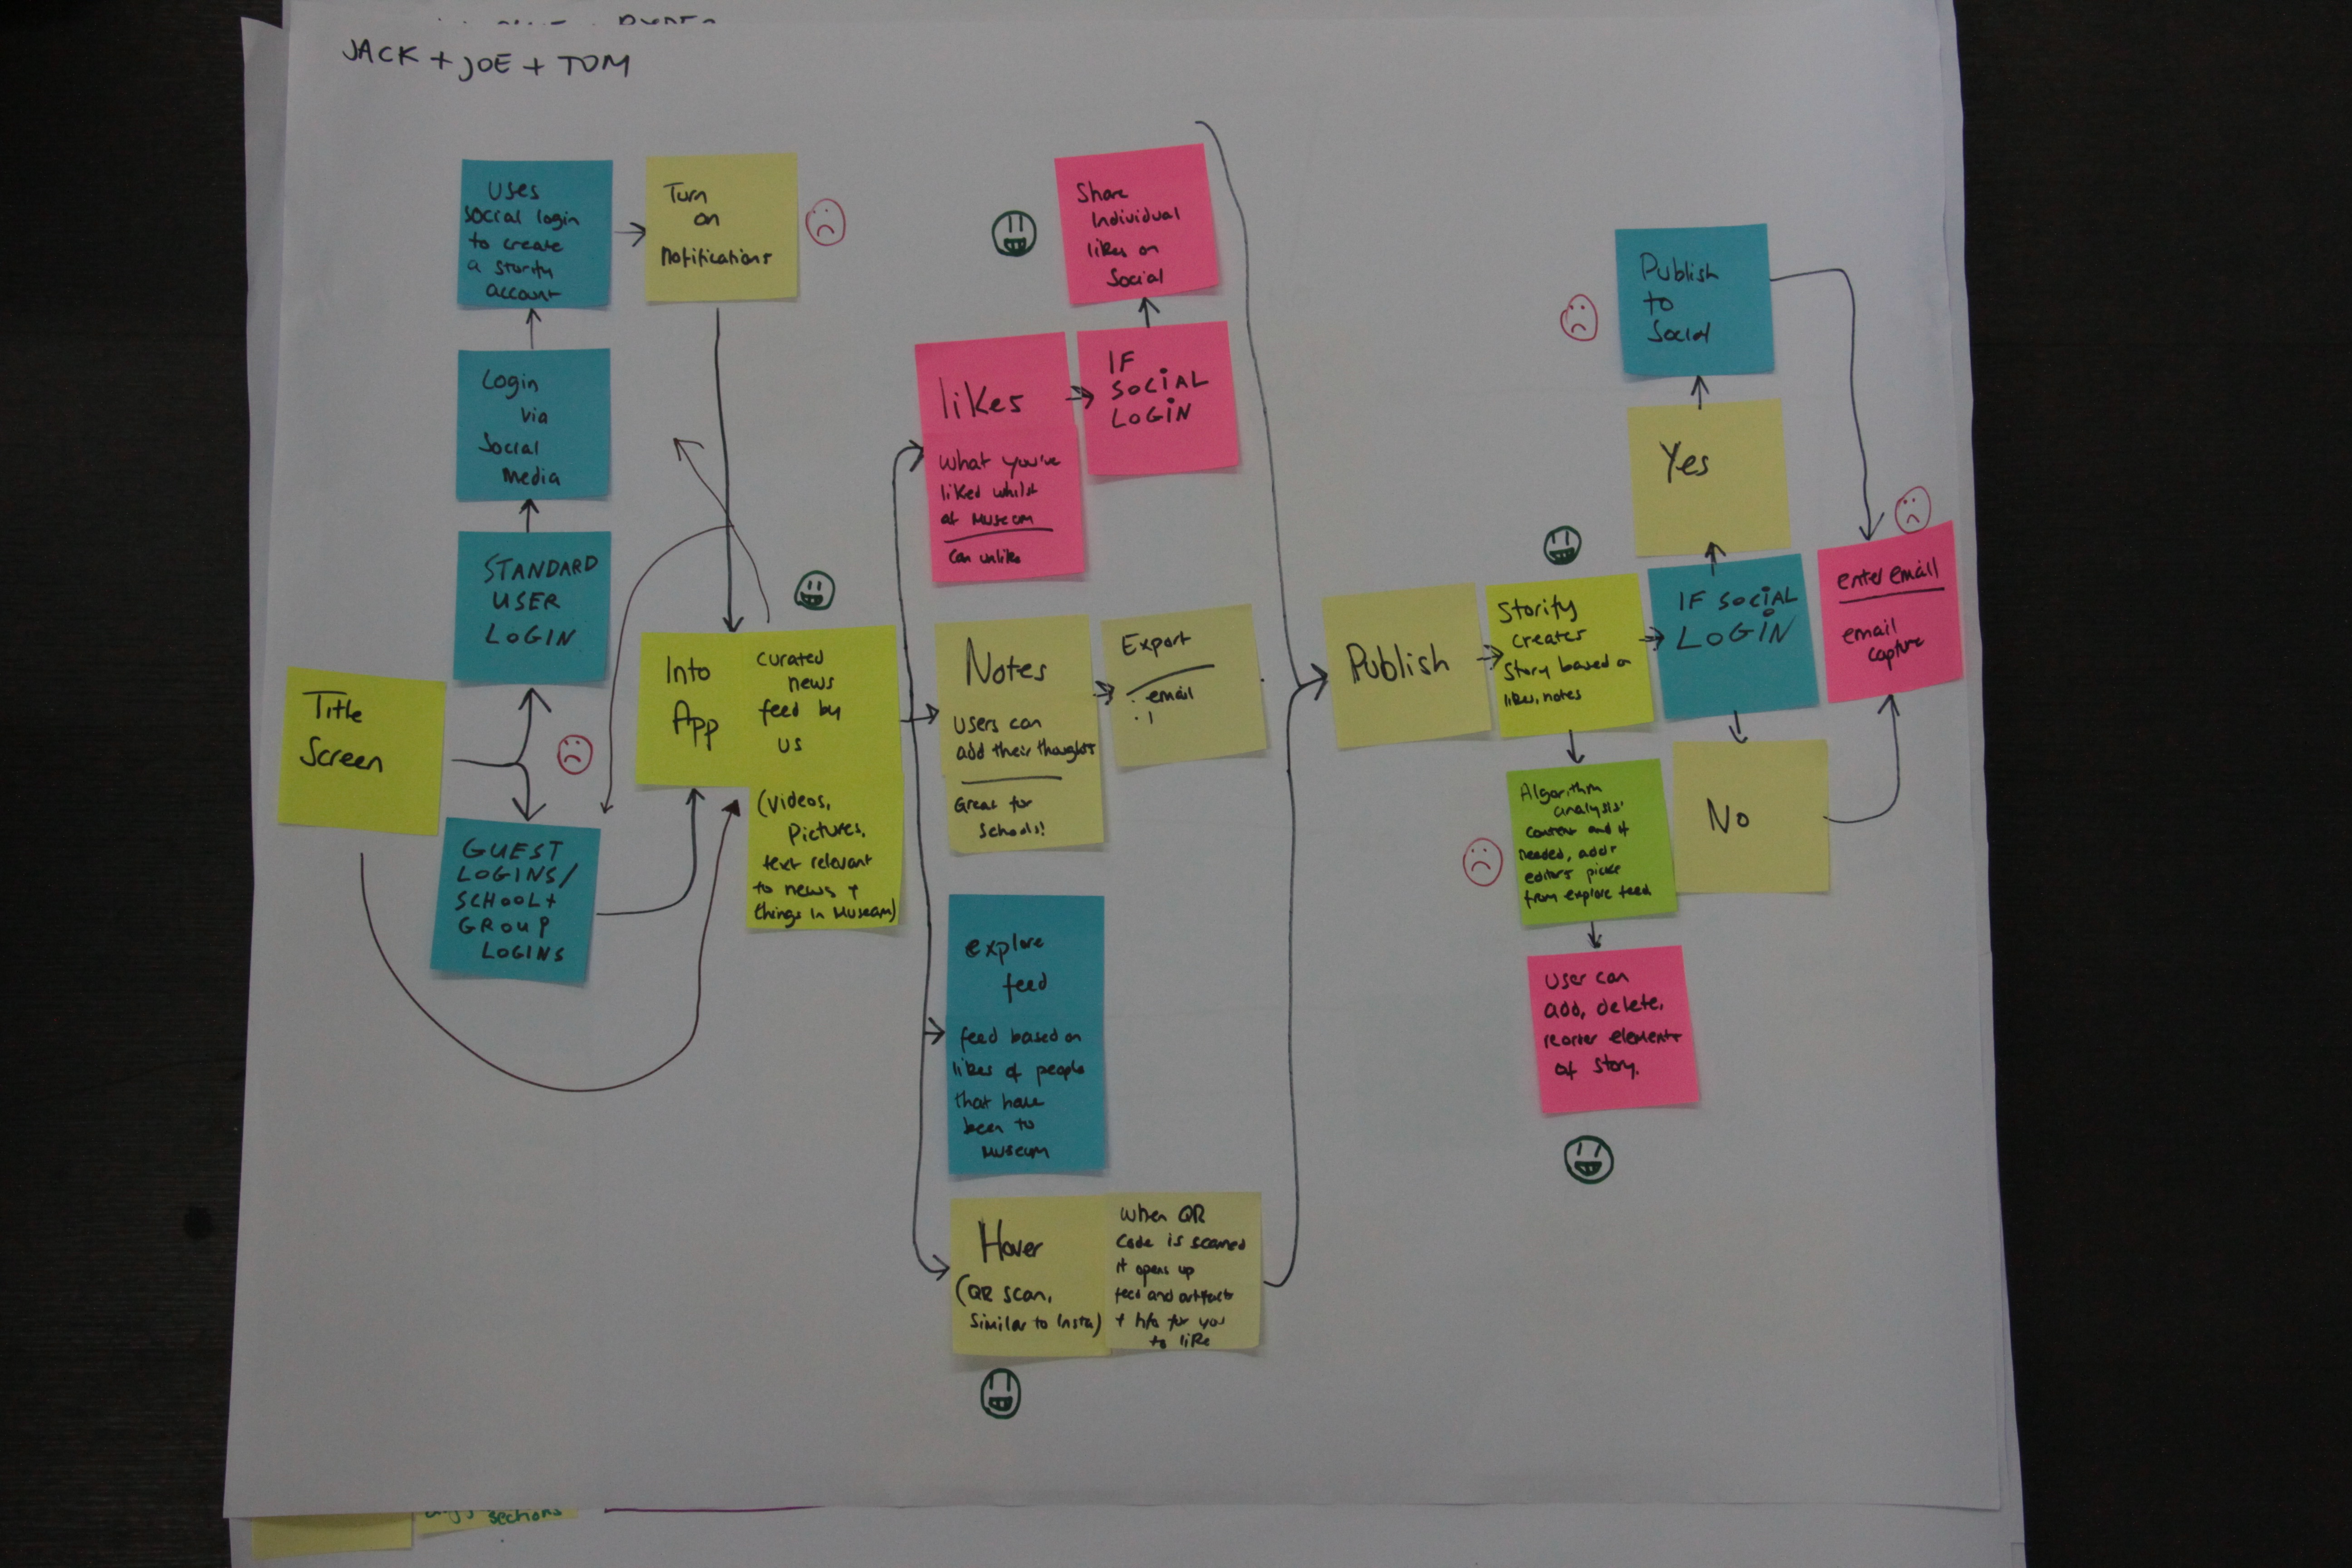 JACK + JOE + TOM
Uses
social login
to create
a storify
account
Turn
on
Notifications
Login
via
Social
Media
STANDARD
USER
LOGIN
Title
Screen
GUEST
LOGINS/
SCHOOL +
GROUP
LOGINS
Into
App
curated
news
feed by
us
(Videos,
Pictures,
text relevant
to news +
things in Museum)
Share
Individual
likes on
Social
likes
What you've
liked whilst
at Museum
Can unlike
IF
SOCIAL
LOGIN
Notes
Users can
add their thoughts
Great for
Schools!
Export
email
explore
feed
feed based on
likes of people
that have
been to
Museum
Hover
(QR scan,
Similar to Insta)
When QR
Code is scanned
it opens up
feed and artifacts
+ info for you
to like
Publish
Storify
creates
Story based on
likes, notes
IF SOCIAL
LOGIN
Yes
Publish
to
Social
enter email
email
capture
No
Algorithm
analysis'
content and if
needed, adds
editors picks
from explore feed
User can
add, delete,
reorder elements
of story.
sections